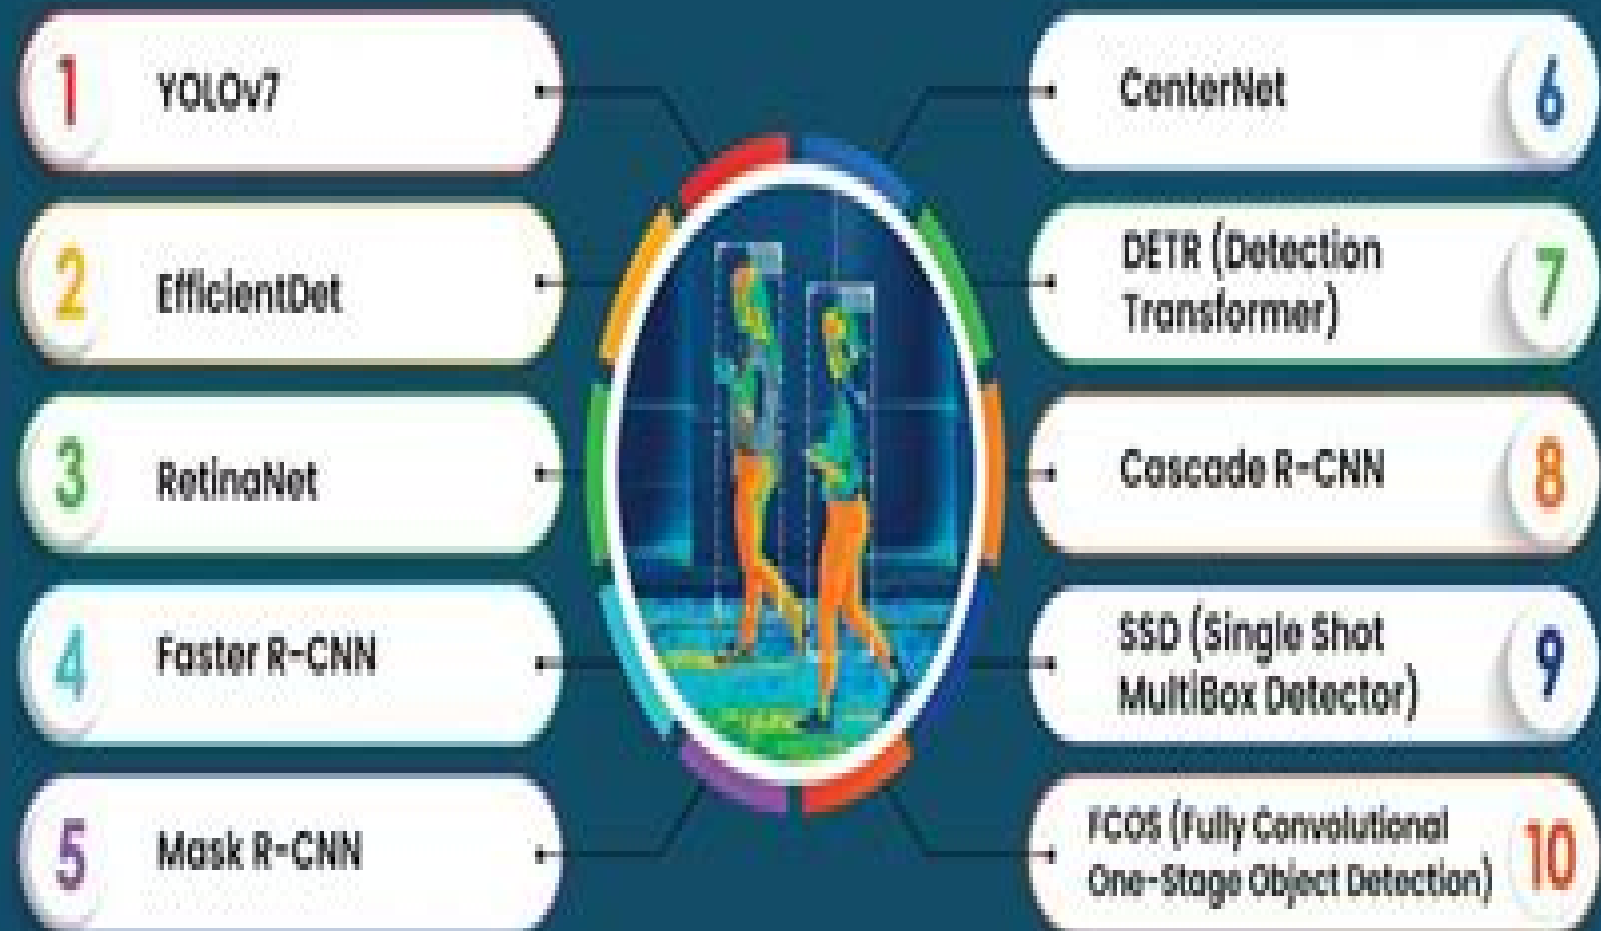 1
YOLOv7
2
EfficientDet
3
RetinaNet
4
Faster R-CNN
5
Mask R-CNN
CenterNet
6
DETR (Detection
Transformer)
7
Cascade R-CNN
8
SSD (Single Shot
MultiBox Detector)
9
FCOS (Fully Convolutional
One-Stage Object Detection)
10